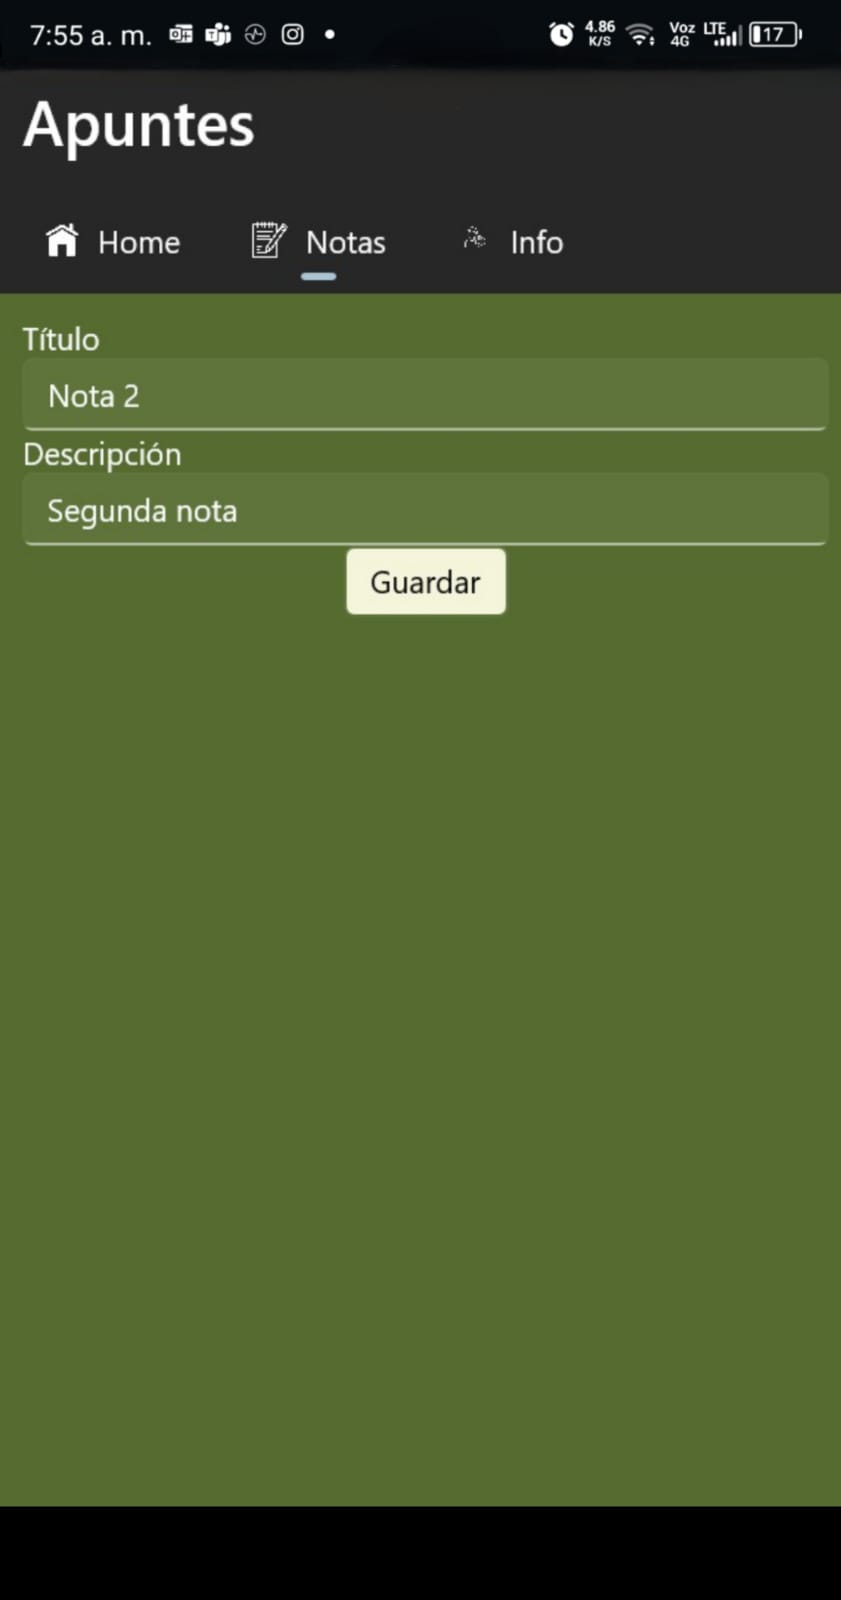 7:55 a. m. 4.86 K/S Voz 4G LTE 17
Apuntes
Home Notas Info
Título
Nota 2
Descripción
Segunda nota
Guardar